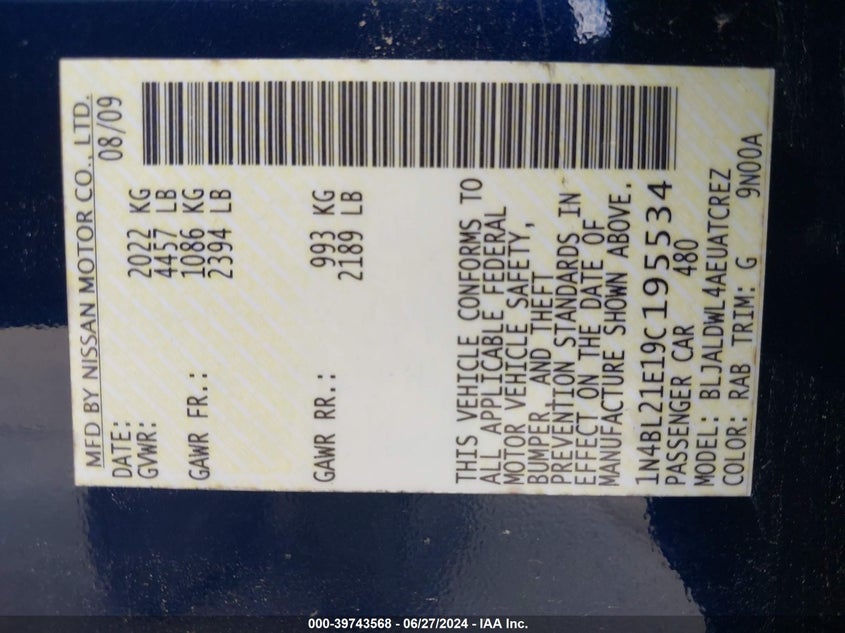 MFD BY NISSAN MOTOR CO., LTD.
DATE: 08/09
GVWR: 2022 KG
4457 LB
GAWR FR.: 1086 KG
2394 LB
GAWR RR.: 993 KG
2189 LB
THIS VEHICLE CONFORMS TO
ALL APPLICABLE FEDERAL
MOTOR VEHICLE SAFETY,
BUMPER, AND THEFT
PREVENTION STANDARDS IN
EFFECT ON THE DATE OF
MANUFACTURE SHOWN ABOVE.
1N4BL21E19C195534
PASSENGER CAR 480
MODEL: BLJALDWL4AEUATCREZ
COLOR: RAB TRIM: G 9N00A
000-39743568 - 06/27/2024 - IAA Inc.